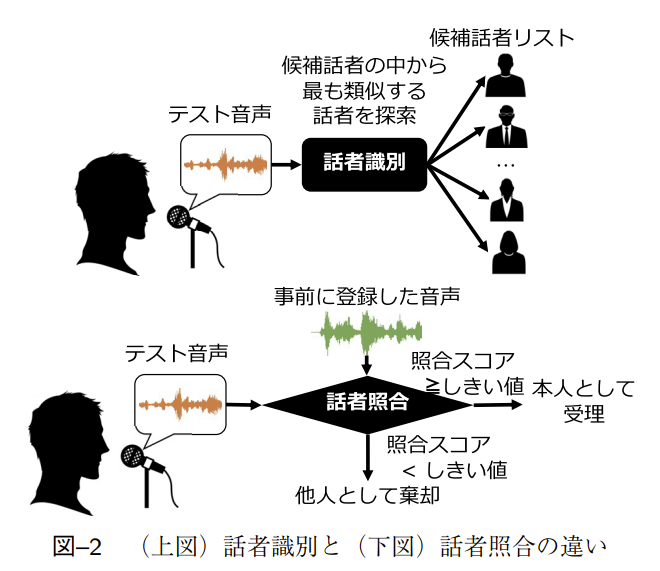 候補話者リスト
候補話者の中から
最も類似する
話者を探索
テスト音声
話者識別
…
事前に登録した音声
テスト音声
照合スコア
≧しきい値
話者照合
本人として
受理
照合スコア
< しきい値
他人として棄却
図–2 （上図）話者識別と（下図）話者照合の違い